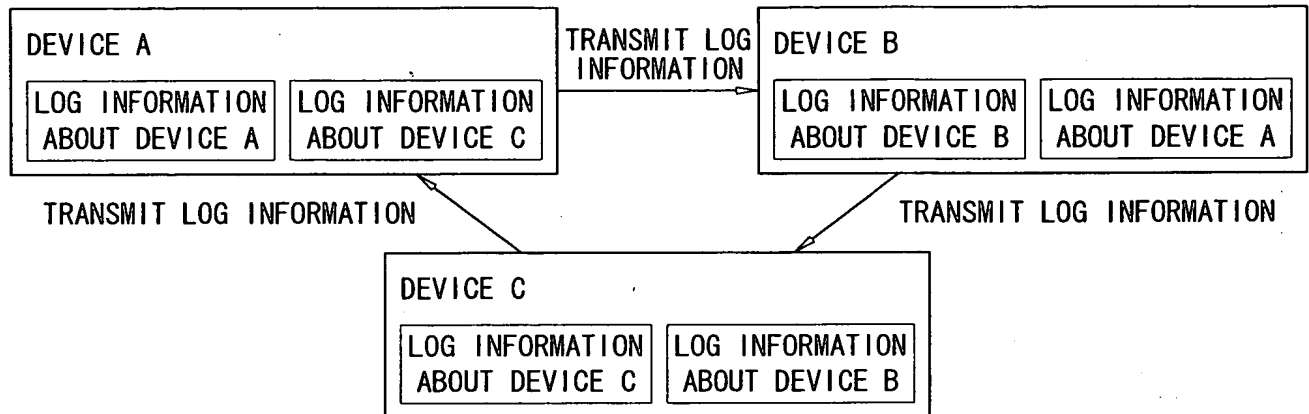 DEVICE A
LOG INFORMATION
ABOUT DEVICE A
LOG INFORMATION
ABOUT DEVICE C
TRANSMIT LOG
INFORMATION
DEVICE B
LOG INFORMATION
ABOUT DEVICE B
LOG INFORMATION
ABOUT DEVICE A
TRANSMIT LOG INFORMATION
TRANSMIT LOG INFORMATION
DEVICE C
LOG INFORMATION
ABOUT DEVICE C
LOG INFORMATION
ABOUT DEVICE B